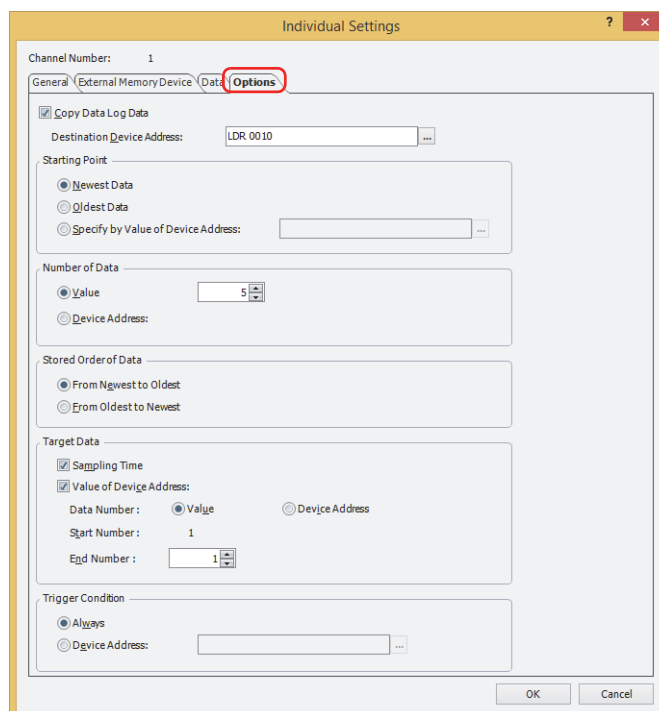 Individual Settings
Channel Number: 1
General External Memory Device Data Options
Copy Data Log Data
Destination Device Address: LDR 0010 ...
Starting Point
Newest Data
Oldest Data
Specify by Value of Device Address: ...
Number of Data
Value 5
Device Address:
Stored Order of Data
From Newest to Oldest
From Oldest to Newest
Target Data
Sampling Time
Value of Device Address:
Data Number : Value Device Address
Start Number : 1
End Number : 1
Trigger Condition
Always
Device Address: ...
OK Cancel